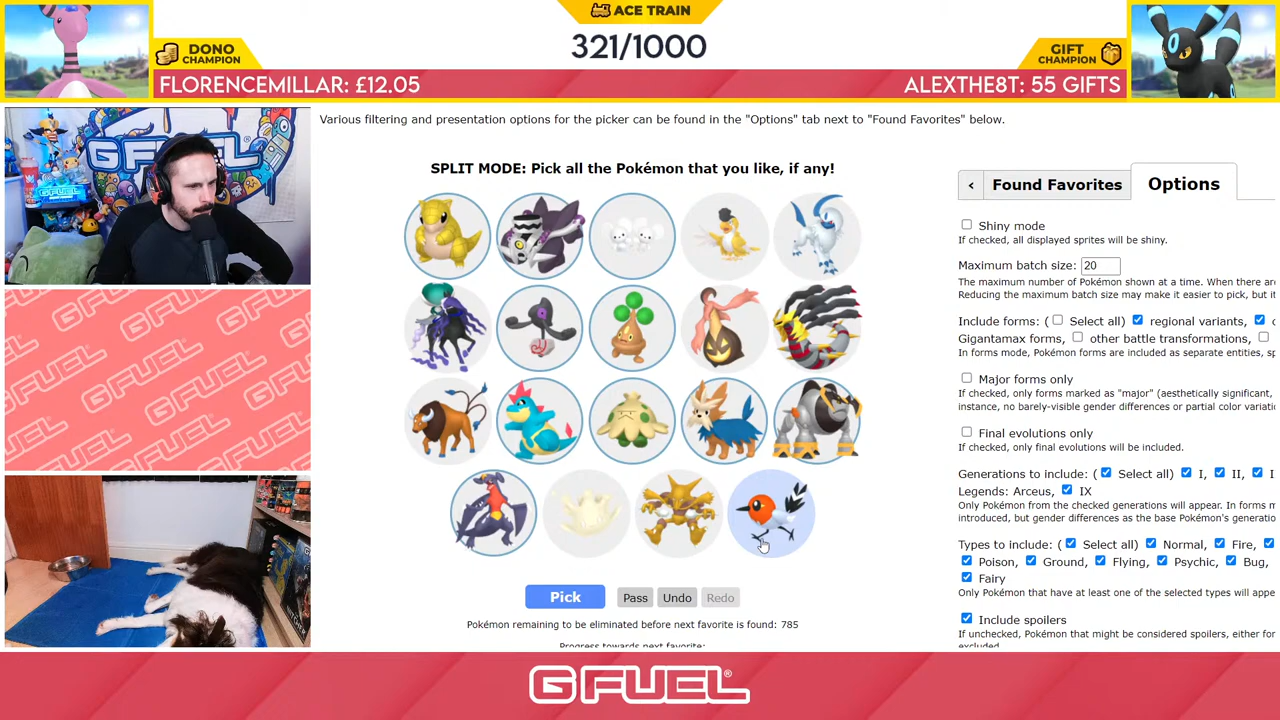 ACE TRAIN
321/1000
DONO
CHAMPION
GIFT
CHAMPION
FLORENCEMILLAR: £12.05
ALEXTHE8T: 55 GIFTS
Various filtering and presentation options for the picker can be found in the "Options" tab next to "Found Favorites" below.
SPLIT MODE: Pick all the Pokémon that you like, if any!
‹ Found Favorites Options
Shiny mode
If checked, all displayed sprites will be shiny.
Maximum batch size: 20
The maximum number of Pokémon shown at a time. When there are
Reducing the maximum batch size may make it easier to pick, but it
Include forms: ( Select all) regional variants,
Gigantamax forms, other battle transformations,
In forms mode, Pokémon forms are included as separate entities,
Major forms only
If checked, only forms marked as "major" (aesthetically significant,
instance, no barely-visible gender differences or partial color
Final evolutions only
If checked, only final evolutions will be included.
Generations to include: ( Select all) I, II,
Legends: Arceus, IX
Only Pokémon from the checked generations will appear. In forms
introduced, but gender differences as the base Pokémon's
Types to include: ( Select all) Normal, Fire,
Poison, Ground, Flying, Psychic, Bug,
Fairy
Only Pokémon that have at least one of the selected types will
Include spoilers
If unchecked, Pokémon that might be considered spoilers, either for
excluded.
Pick Pass Undo Redo
Pokémon remaining to be eliminated before next favorite is found: 785
Progress towards next favorite:
G FUEL
GFUEL
GFUEL
G FUEL®